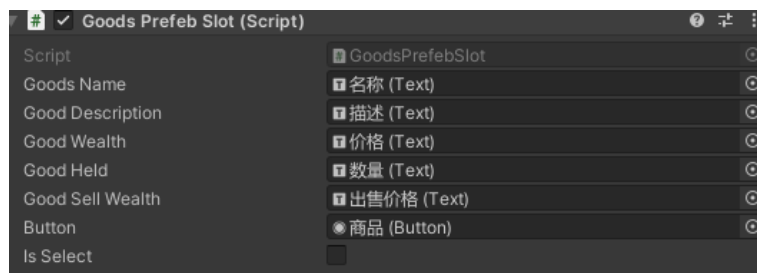 Goods Prefeb Slot (Script)
Script GoodsPrefebSlot
Goods Name 名称 (Text)
Good Description 描述 (Text)
Good Wealth 价格 (Text)
Good Held 数量 (Text)
Good Sell Wealth 出售价格 (Text)
Button 商品 (Button)
Is Select